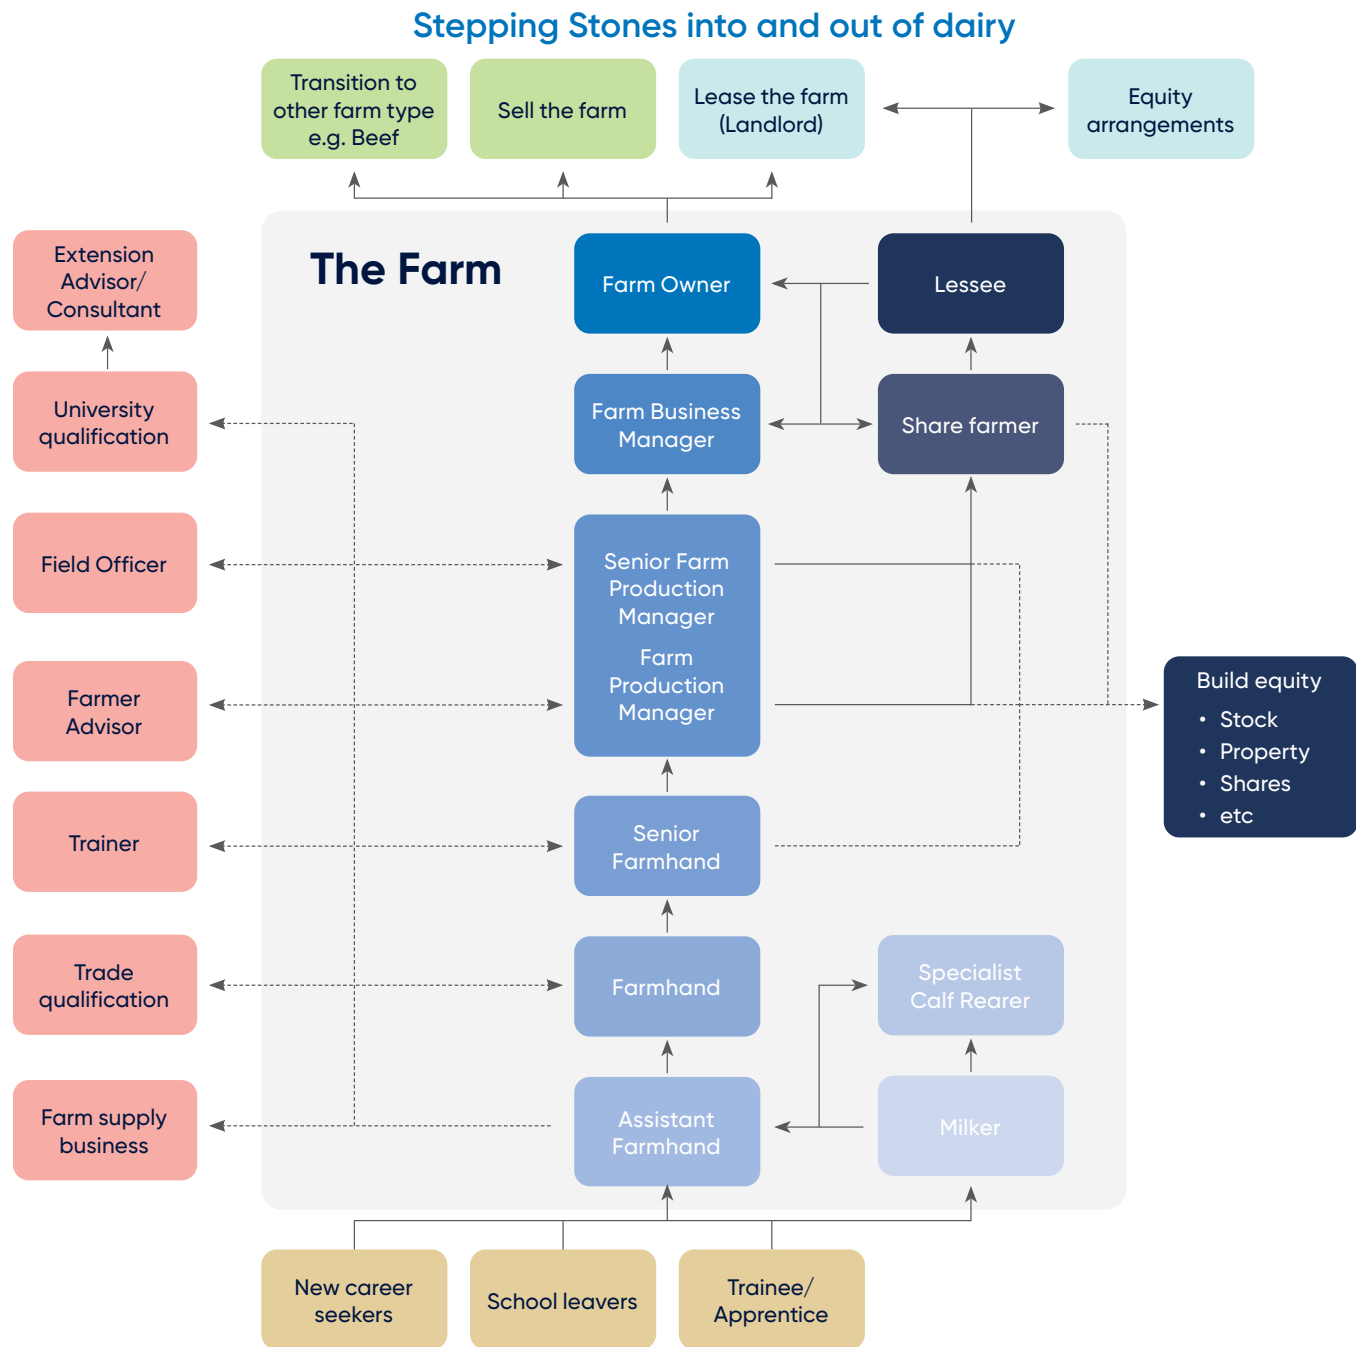 Stepping Stones into and out of dairy
Transition to
other farm type
e.g. Beef
Sell the farm
Lease the farm
(Landlord)
Equity
arrangements
The Farm
Extension
Advisor/
Consultant
Farm Owner
Lessee
University
qualification
Farm Business
Manager
Share farmer
Field Officer
Senior Farm
Production
Manager
Farmer
Advisor
Farm
Production
Manager
Build equity
• Stock
• Property
• Shares
• etc
Trainer
Senior
Farmhand
Trade
qualification
Farmhand
Specialist
Calf Rearer
Farm supply
business
Assistant
Farmhand
Milker
New career
seekers
School leavers
Trainee/
Apprentice